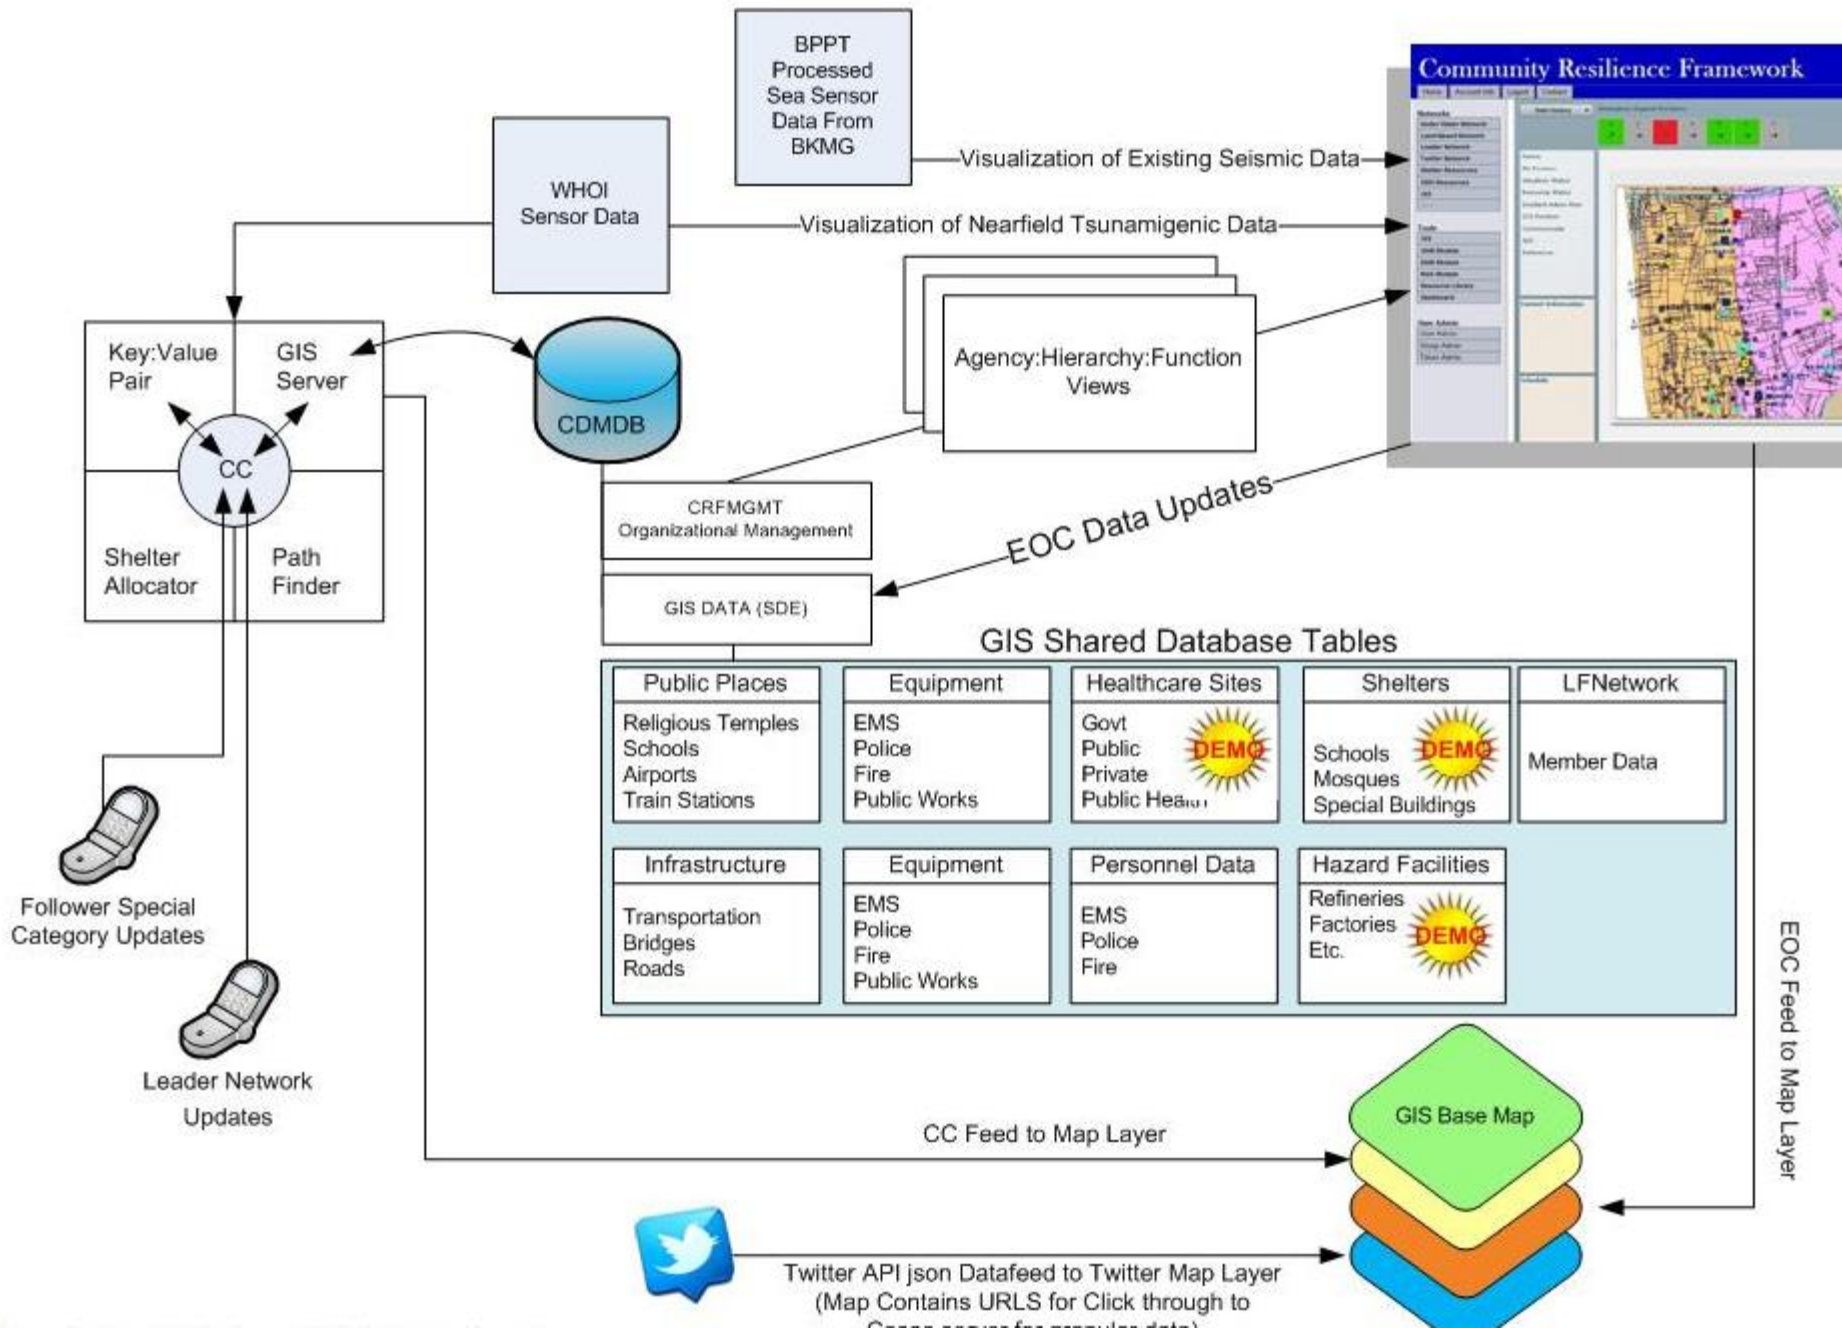 BPPT
Processed
Sea Sensor
Data From
BKMG
Community Resilience Framework
Home Account Info Logout Contact
WHOI
Sensor Data
Visualization of Existing Seismic Data
Visualization of Nearfield Tsunamigenic Data
Key:Value
Pair
GIS
Server
CC
Shelter
Allocator
Path
Finder
CDMDB
Agency:Hierarchy:Function
Views
CRFMGMT
Organizational Management
EOC Data Updates
GIS DATA (SDE)
GIS Shared Database Tables
Public Places
Religious Temples
Schools
Airports
Train Stations
Equipment
EMS
Police
Fire
Public Works
Healthcare Sites
Govt
Public
Private
Public Health
DEMO
Shelters
Schools
Mosques
Special Buildings
DEMO
LFNetwork
Member Data
Infrastructure
Transportation
Bridges
Roads
Equipment
EMS
Police
Fire
Public Works
Personnel Data
EMS
Police
Fire
Hazard Facilities
Refineries
Factories
Etc.
DEMO
Follower Special
Category Updates
Leader Network
Updates
EOC Feed to Map Layer
GIS Base Map
CC Feed to Map Layer
Twitter API json Datafeed to Twitter Map Layer
(Map Contains URLS for Click through to